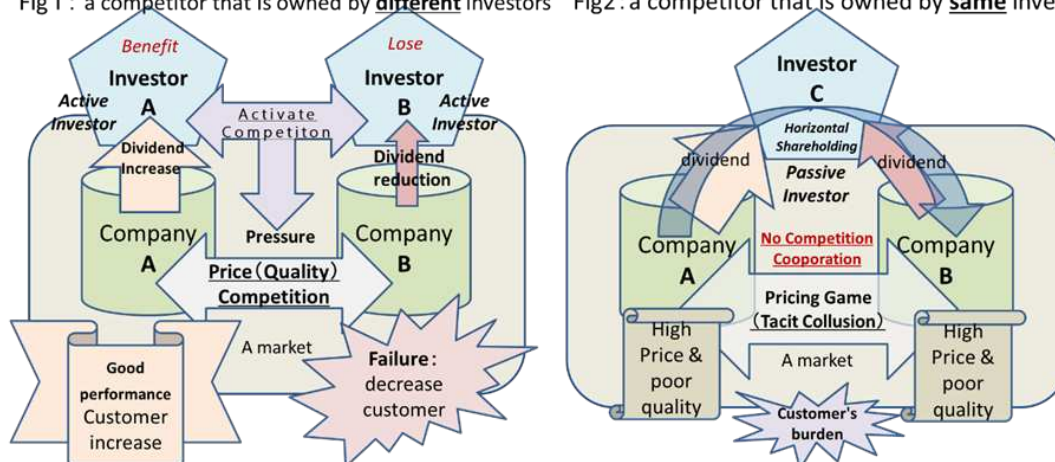 Fig 1 : a competitor that is owned by different investors
Benefit
Investor
A
Active
Investor
Lose
Investor
B
Active
Investor
Activate
Competiton
Dividend
Increase
Dividend
reduction
Company
A
Pressure
Company
B
Price(Quality)
Competition
A market
Good
performance
Customer
increase
Failure:
decrease
customer
Fig2 : a competitor that is owned by same
Investor
C
Horizontal
Shareholding
dividend
dividend
Passive
Investor
Company
A
No Competition
Cooporation
Company
B
Pricing Game
(Tacit Collusion)
A market
High
Price &
poor
quality
High
Price &
poor
quality
Customer's
burden